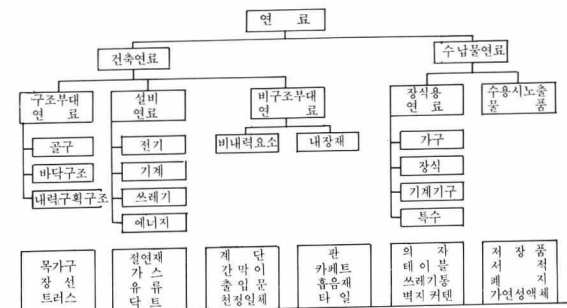 연 료
건축연료
수납물연료
구조부대
연 료
설비
연료
비구조부대
연 료
장식용
연 료
수용시노출
물 품
골구
바닥구조
내력구획구조
전기
기계
쓰레기
에너지
비내력요소
내장재
가구
장식
기계기구
특수
목가구
장 선
트러스
절연재
가 스
유 류
닥 트
계 단
간막이
출입문
천정일체
판
카페트
흡음재
타 일
의 자
테이블
쓰레기통
벽지커텐
저장품
서 적
폐 지
가연성액체